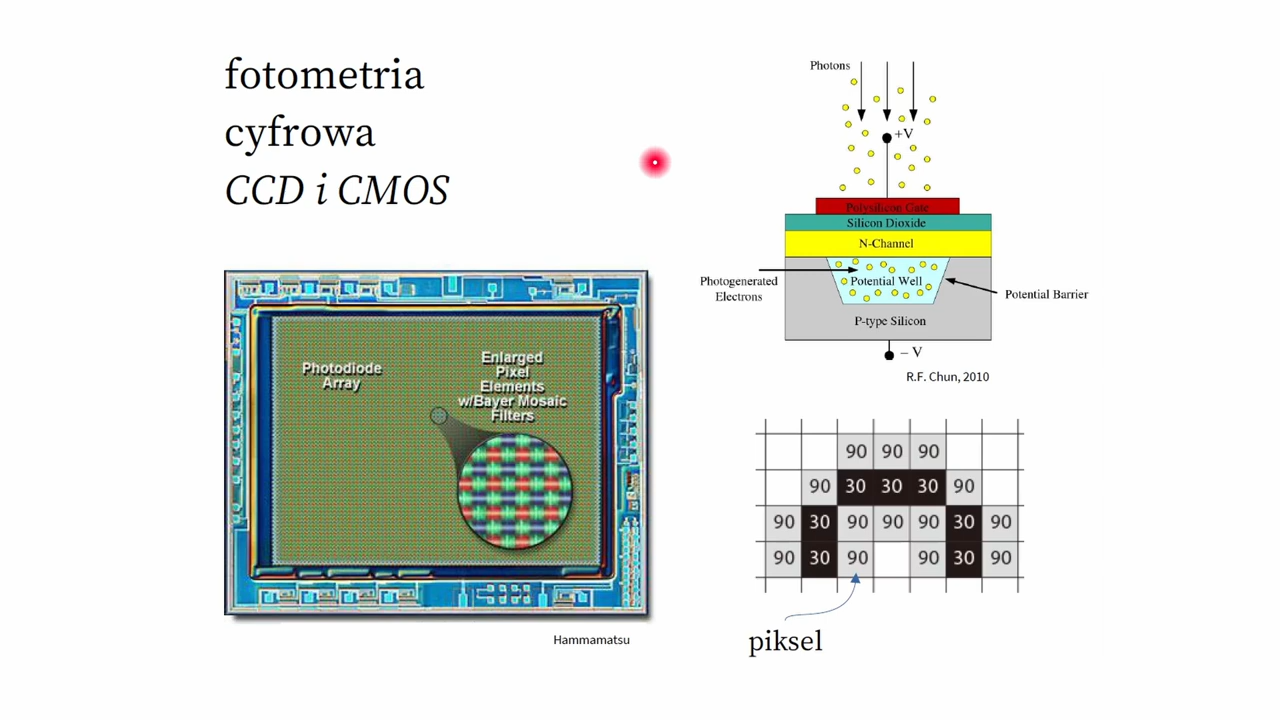 fotometria
cyfrowa
CCD i CMOS
Photodiode
Array
Enlarged
Pixel
Elements
w/Bayer Mosaic
Filters
Hammamatsu
Photons
+V
Polysilicon Gate
Silicon Dioxide
N-Channel
Photogenerated
Electrons
Potential Well
Potential Barrier
P-type Silicon
– V
R.F. Chun, 2010
90 90 90
90 30 30 30 90
90 30 90 90 90 30 90
90 30 90 90 30 90
piksel